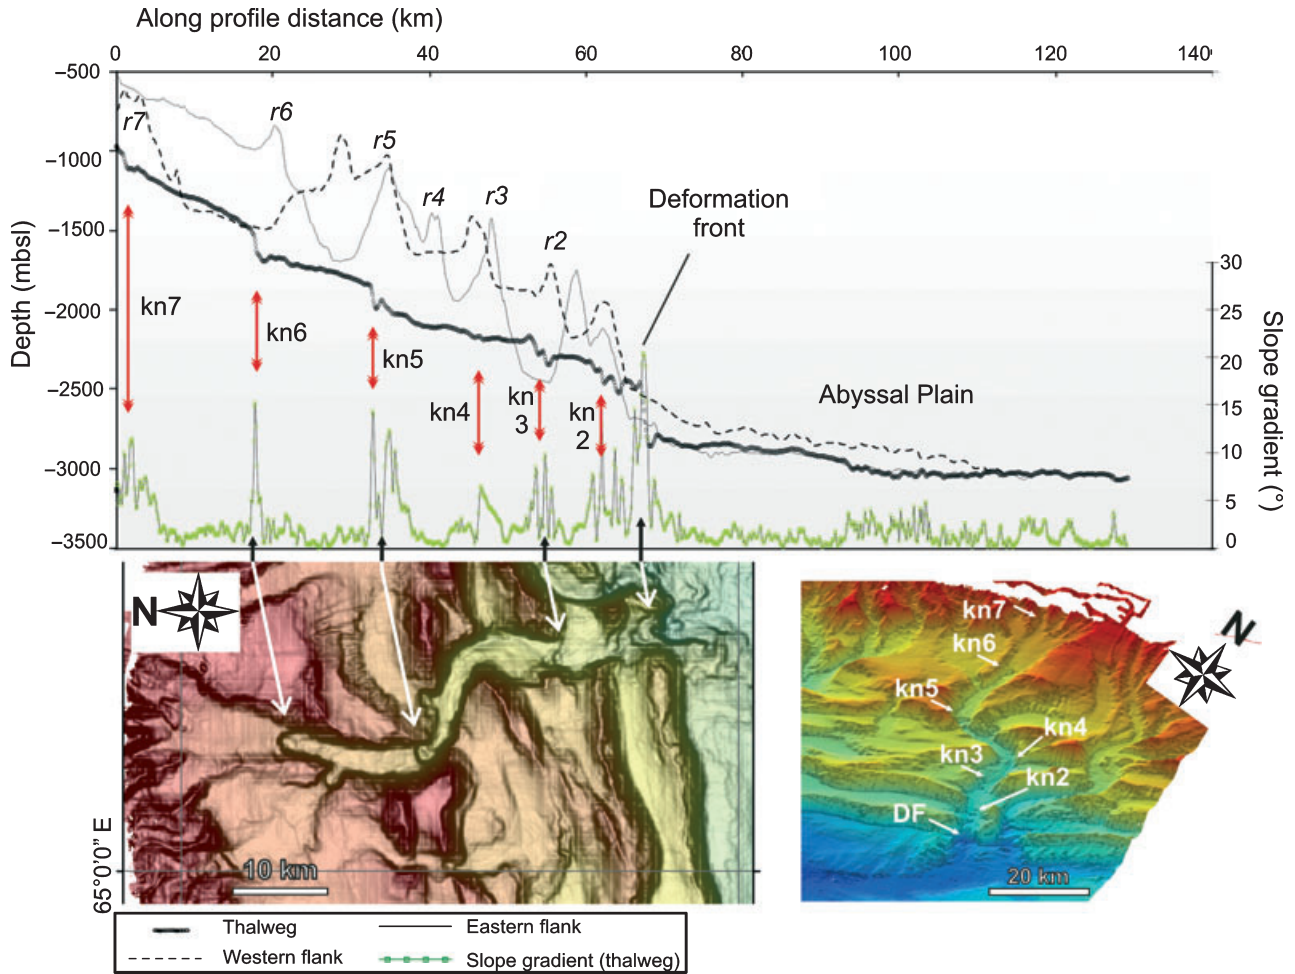 Along profile distance (km)
0 20 40 60 80 100 120 140
−500
−1000
−1500
−2000
−2500
−3000
−3500
Depth (mbsl)
r7
r6
r5
r4
r3
r2
Deformation
front
Abyssal Plain
kn7
kn6
kn5
kn4
kn
3
kn
2
30
25
20
15
10
5
0
Slope gradient (°)
N
65°0'0" E
10 km
N
kn7
kn6
kn5
kn4
kn3
kn2
DF
20 km
Thalweg
Eastern flank
Western flank
Slope gradient (thalweg)